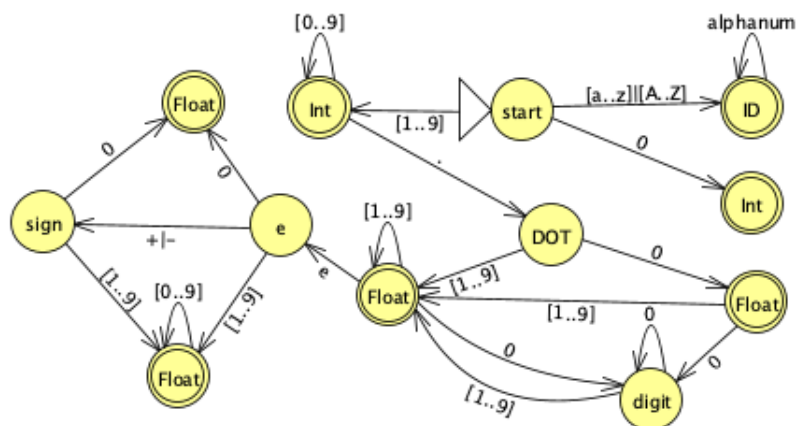 [0..9]
alphanum
Float
Int
[1..9]
start
[a..z]|[A..Z]
ID
0
0
0
.
Int
sign
+|-
e
[1..9]
DOT
[1..9]
0
e
Float
[1..9]
Float
[1..9]
[0..9]
[1..9]
0
0
0
Float
[1..9]
digit